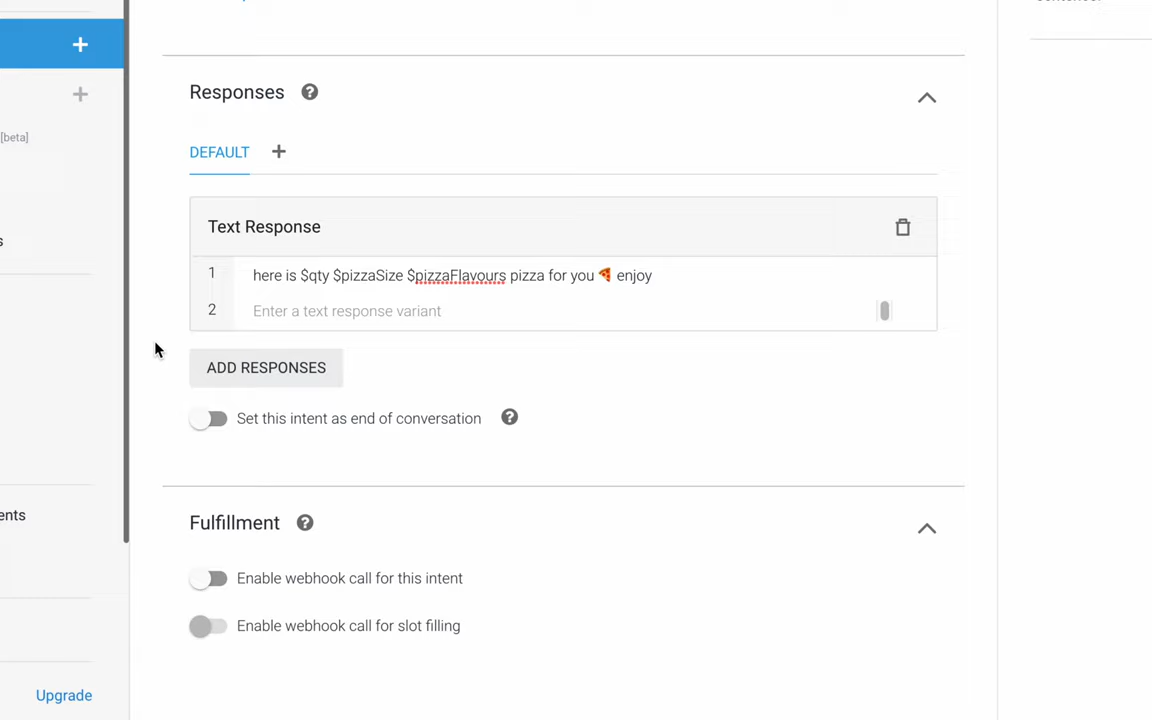 [beta]
s
ents
Upgrade
Responses
DEFAULT
Text Response
1 here is $qty $pizzaSize $pizzaFlavours pizza for you 🍕 enjoy
2 Enter a text response variant
ADD RESPONSES
Set this intent as end of conversation
Fulfillment
Enable webhook call for this intent
Enable webhook call for slot filling